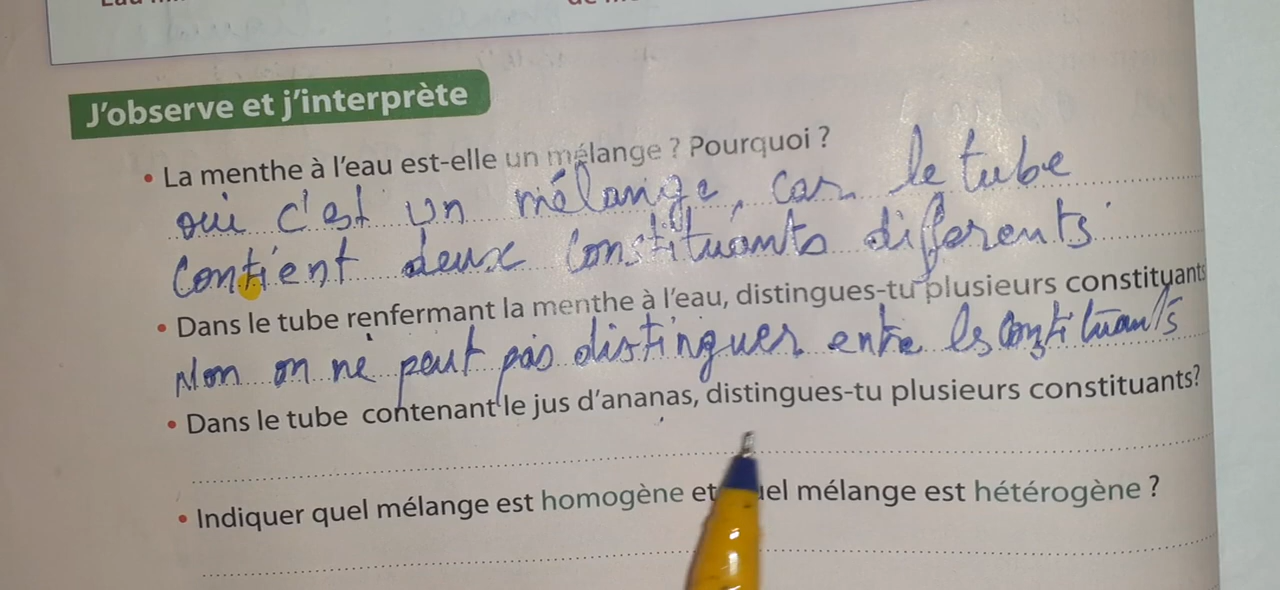 J'observe et j'interprète
• La menthe à l'eau est-elle un mélange ? Pourquoi ?
oui c'est un mélange, car le tube
contient deux constituants differents
• Dans le tube renfermant la menthe à l'eau, distingues-tu plusieurs constituants
Non on ne peut pas distinguer entre les constituants
• Dans le tube contenant le jus d'ananas, distingues-tu plusieurs constituants?
• Indiquer quel mélange est homogène et quel mélange est hétérogène ?